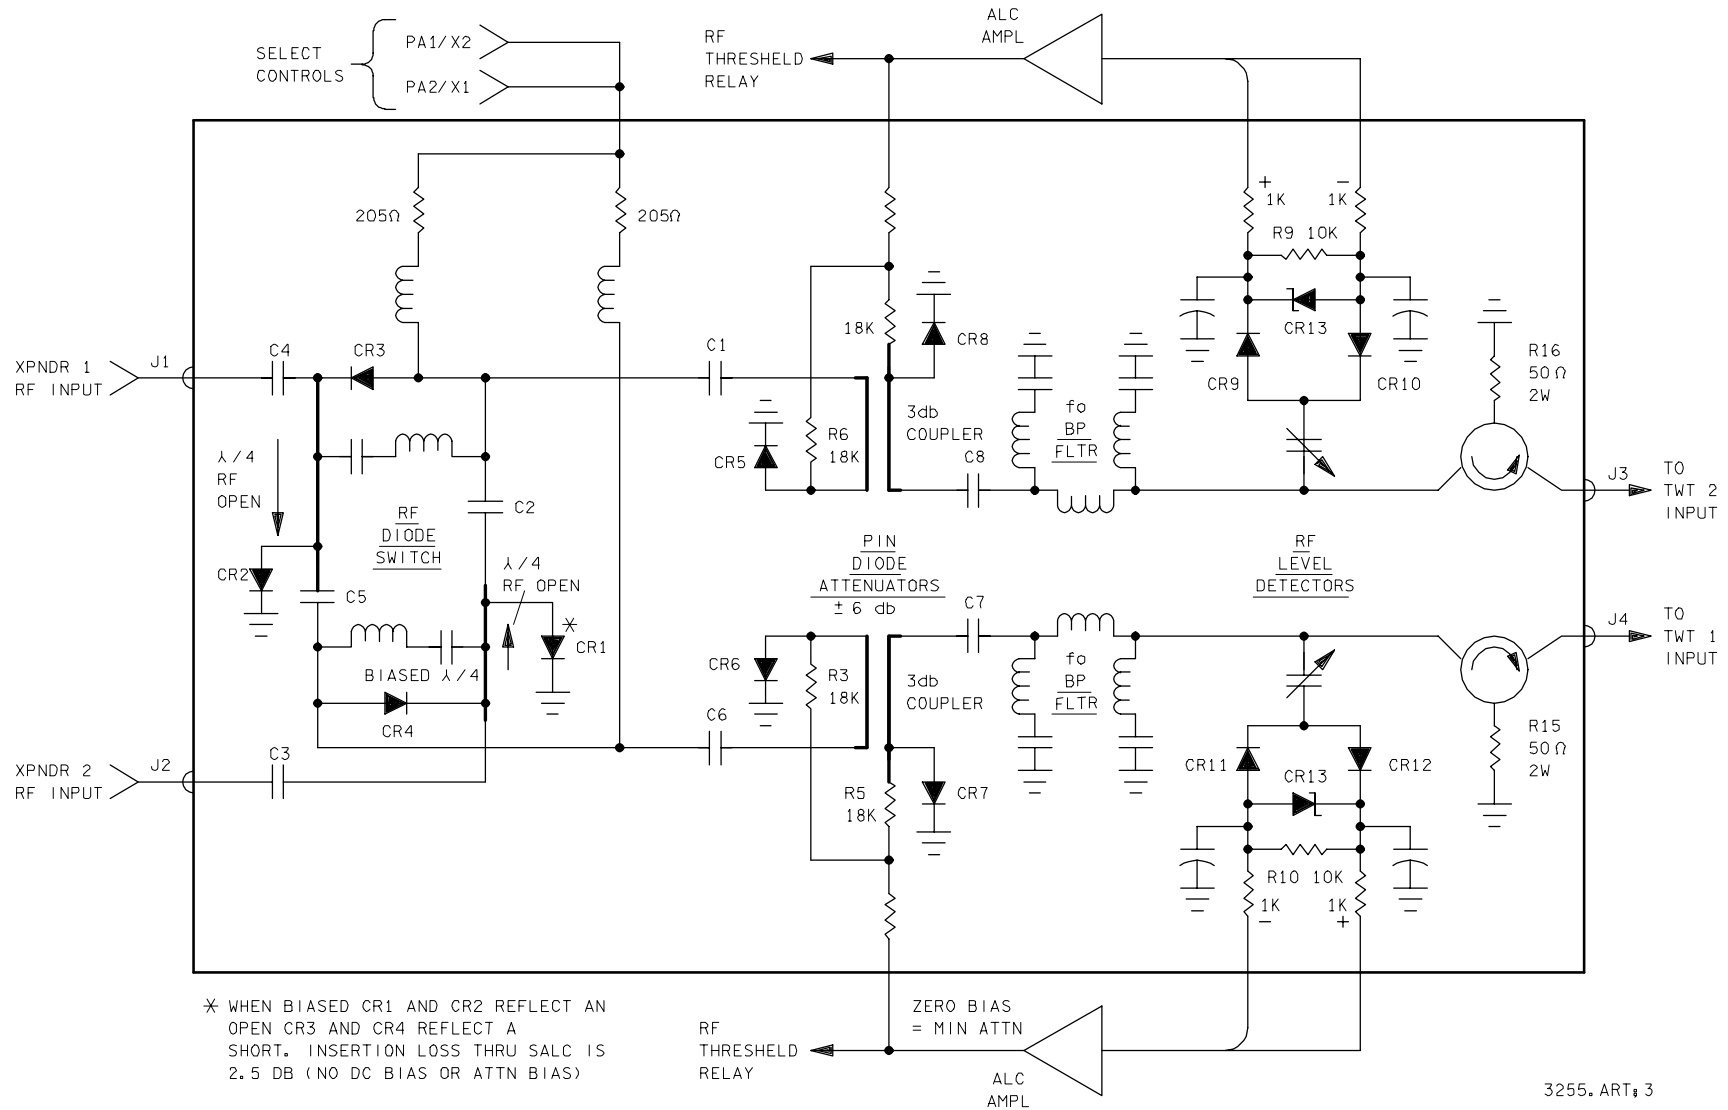 SELECT
CONTROLS
PA1/X2
PA2/X1
RF
THRESHELD
RELAY
ALC
AMPL
205Ω
205Ω
+
1K
-
1K
R9 10K
CR13
CR9
CR10
18K
CR8
R16
50Ω
2W
XPNDR 1
RF INPUT
J1
C4
CR3
C1
R6
18K
CR5
3db
COUPLER
C8
fo
BP
FLTR
J3
TO
TWT 2
INPUT
λ/4
RF
OPEN
RF
DIODE
SWITCH
C2
CR2
C5
λ/4
RF OPEN
*
CR1
BIASED λ/4
CR4
PIN
DIODE
ATTENUATORS
± 6 db
RF
LEVEL
DETECTORS
C7
CR6
R3
18K
3db
COUPLER
C6
fo
BP
FLTR
J4
TO
TWT 1
INPUT
R15
50Ω
2W
XPNDR 2
RF INPUT
J2
C3
R5
18K
CR7
CR11
CR13
CR12
R10 10K
1K
-
1K
+
* WHEN BIASED CR1 AND CR2 REFLECT AN
OPEN CR3 AND CR4 REFLECT A
SHORT. INSERTION LOSS THRU SALC IS
2.5 DB (NO DC BIAS OR ATTN BIAS)
RF
THRESHELD
RELAY
ZERO BIAS
= MIN ATTN
ALC
AMPL
3255.ART;3